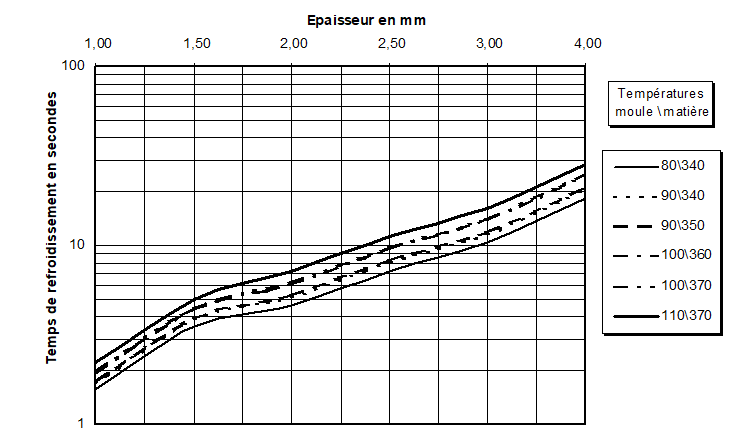 Epaisseur en mm
1,00 1,50 2,00 2,50 3,00 4,00
100
10
1
Temps de refroidissement en secondes
Températures
moule \ matière
80\340
90\340
90\350
100\360
100\370
110\370